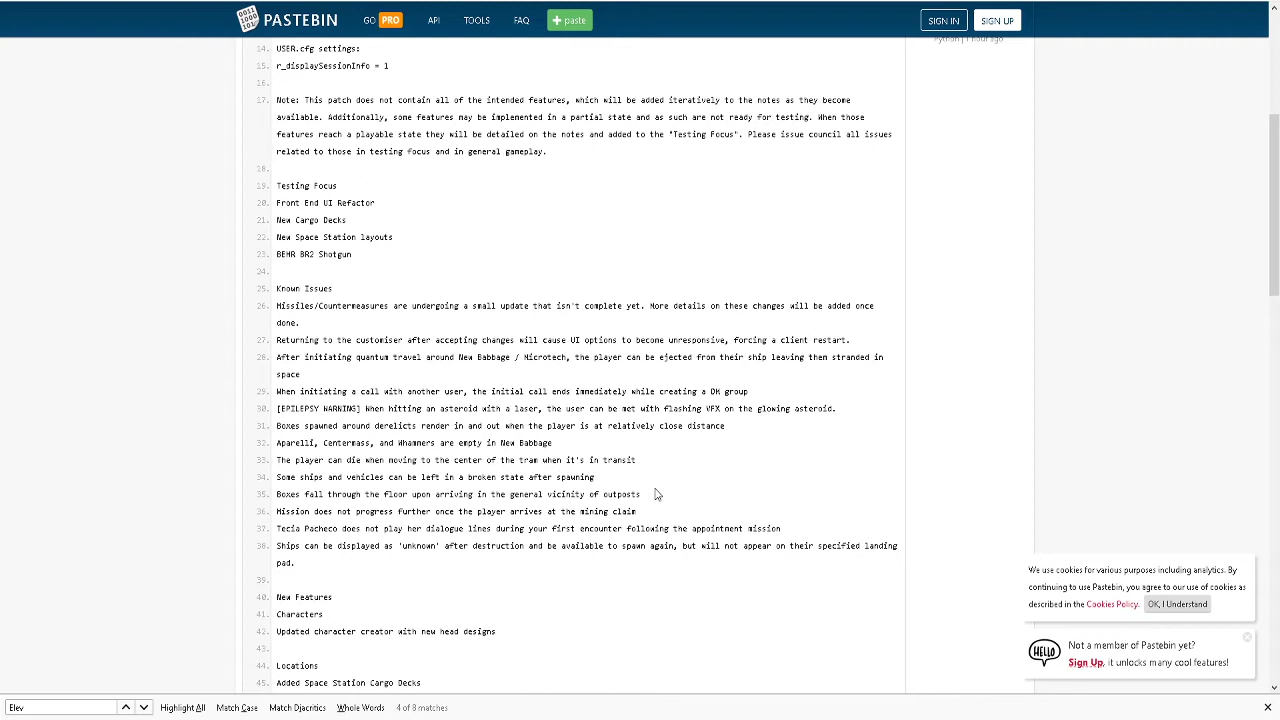 PASTEBIN GO PRO API TOOLS FAQ + paste SIGN IN SIGN UP
Python | 1 hour ago
14. USER.cfg settings:
15. r_displaySessionInfo = 1
16.
17. Note: This patch does not contain all of the intended features, which will be added iteratively to the notes as they become
available. Additionally, some features may be implemented in a partial state and as such are not ready for testing. When those
features reach a playable state they will be detailed on the notes and added to the "Testing Focus". Please issue council all issues
related to those in testing focus and in general gameplay.
18.
19. Testing Focus
20. Front End UI Refactor
21. New Cargo Decks
22. New Space Station layouts
23. BEHR BR2 Shotgun
24.
25. Known Issues
26. Missiles/Countermeasures are undergoing a small update that isn't complete yet. More details on these changes will be added once
done.
27. Returning to the customiser after accepting changes will cause UI options to become unresponsive, forcing a client restart.
28. After initiating quantum travel around New Babbage / Microtech, the player can be ejected from their ship leaving them stranded in
space
29. When initiating a call with another user, the initial call ends immediately while creating a DM group
30. [EPILEPSY WARNING] When hitting an asteroid with a laser, the user can be met with flashing VFX on the glowing asteroid.
31. Boxes spawned around derelicts render in and out when the player is at relatively close distance
32. Aparelli, Centermass, and Whammers are empty in New Babbage
33. The player can die when moving to the center of the tram when it's in transit
34. Some ships and vehicles can be left in a broken state after spawning
35. Boxes fall through the floor upon arriving in the general vicinity of outposts
36. Mission does not progress further once the player arrives at the mining claim
37. Tecia Pacheco does not play her dialogue lines during your first encounter following the appointment mission
38. Ships can be displayed as 'unknown' after destruction and be available to spawn again, but will not appear on their specified landing
pad.
39.
40. New Features
41. Characters
42. Updated character creator with new head designs
43.
44. Locations
45. Added Space Station Cargo Decks
We use cookies for various purposes including analytics. By
continuing to use Pastebin, you agree to our use of cookies as
described in the Cookies Policy. OK, I Understand
HELLO
Not a member of Pastebin yet?
Sign Up, it unlocks many cool features!
Elev Highlight All Match Case Match Diacritics Whole Words 4 of 8 matches